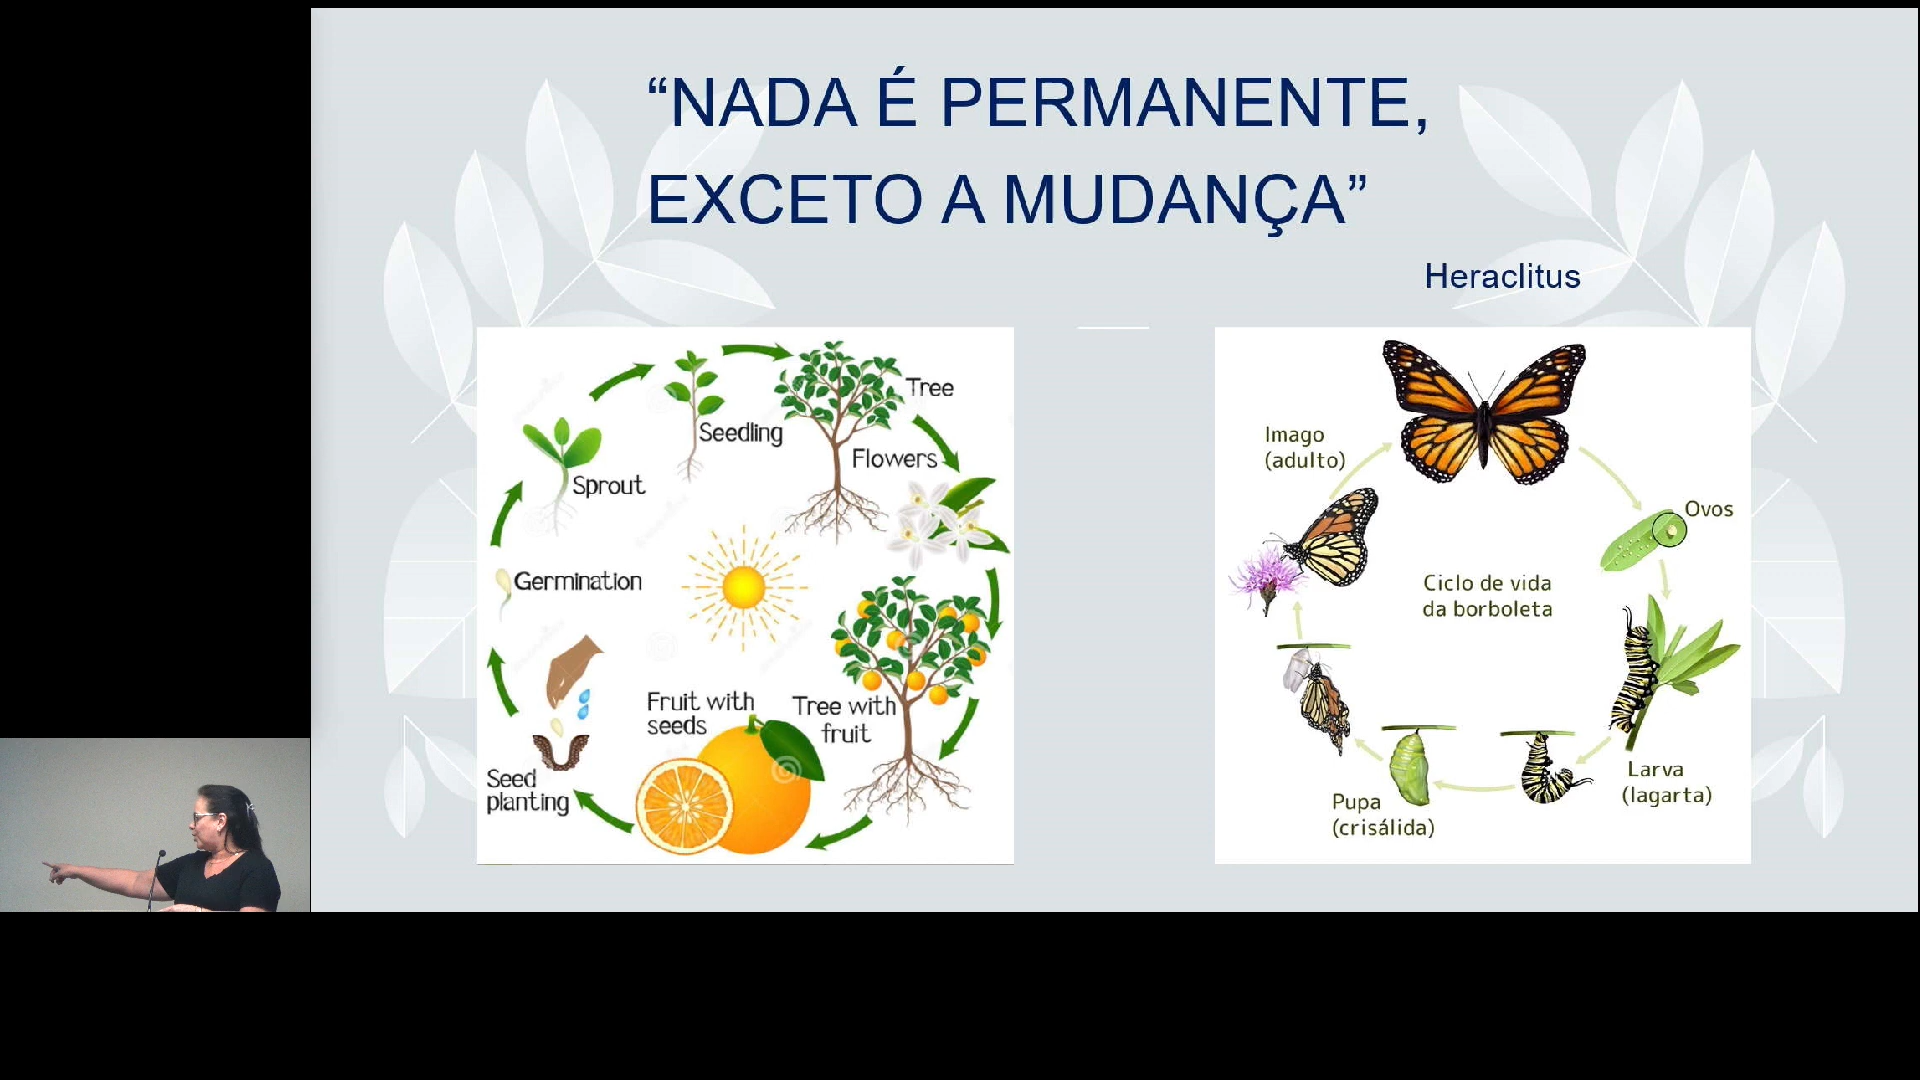 “NADA É PERMANENTE,
EXCETO A MUDANÇA”
Heraclitus
Tree
Seedling
Flowers
Sprout
Germination
Fruit with
seeds
Tree with
fruit
Seed
planting
Imago
(adulto)
Ovos
Ciclo de vida
da borboleta
Larva
(lagarta)
Pupa
(crisálida)